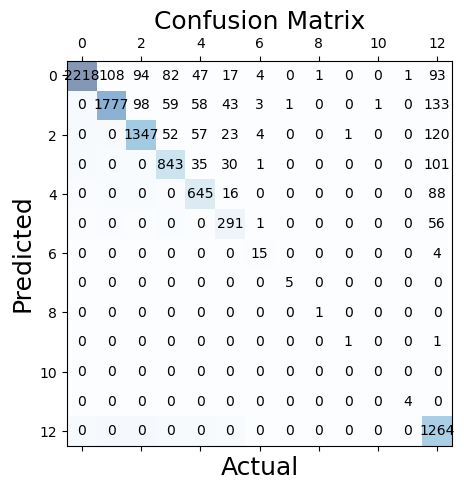 Confusion Matrix
0 2 4 6 8 10 12
0 2218 108 94 82 47 17 4 0 1 0 0 1 93
0 1777 98 59 58 43 3 1 0 0 1 0 133
2 0 0 1347 52 57 23 4 0 0 1 0 0 120
0 0 0 843 35 30 1 0 0 0 0 0 101
4 0 0 0 0 645 16 0 0 0 0 0 0 88
0 0 0 0 0 291 1 0 0 0 0 0 56
6 0 0 0 0 0 0 15 0 0 0 0 0 4
0 0 0 0 0 0 0 5 0 0 0 0 0
8 0 0 0 0 0 0 0 0 1 0 0 0 0
0 0 0 0 0 0 0 0 0 1 0 0 1
10 0 0 0 0 0 0 0 0 0 0 0 0 0
0 0 0 0 0 0 0 0 0 0 0 4 0
12 0 0 0 0 0 0 0 0 0 0 0 0 1264
Predicted
Actual